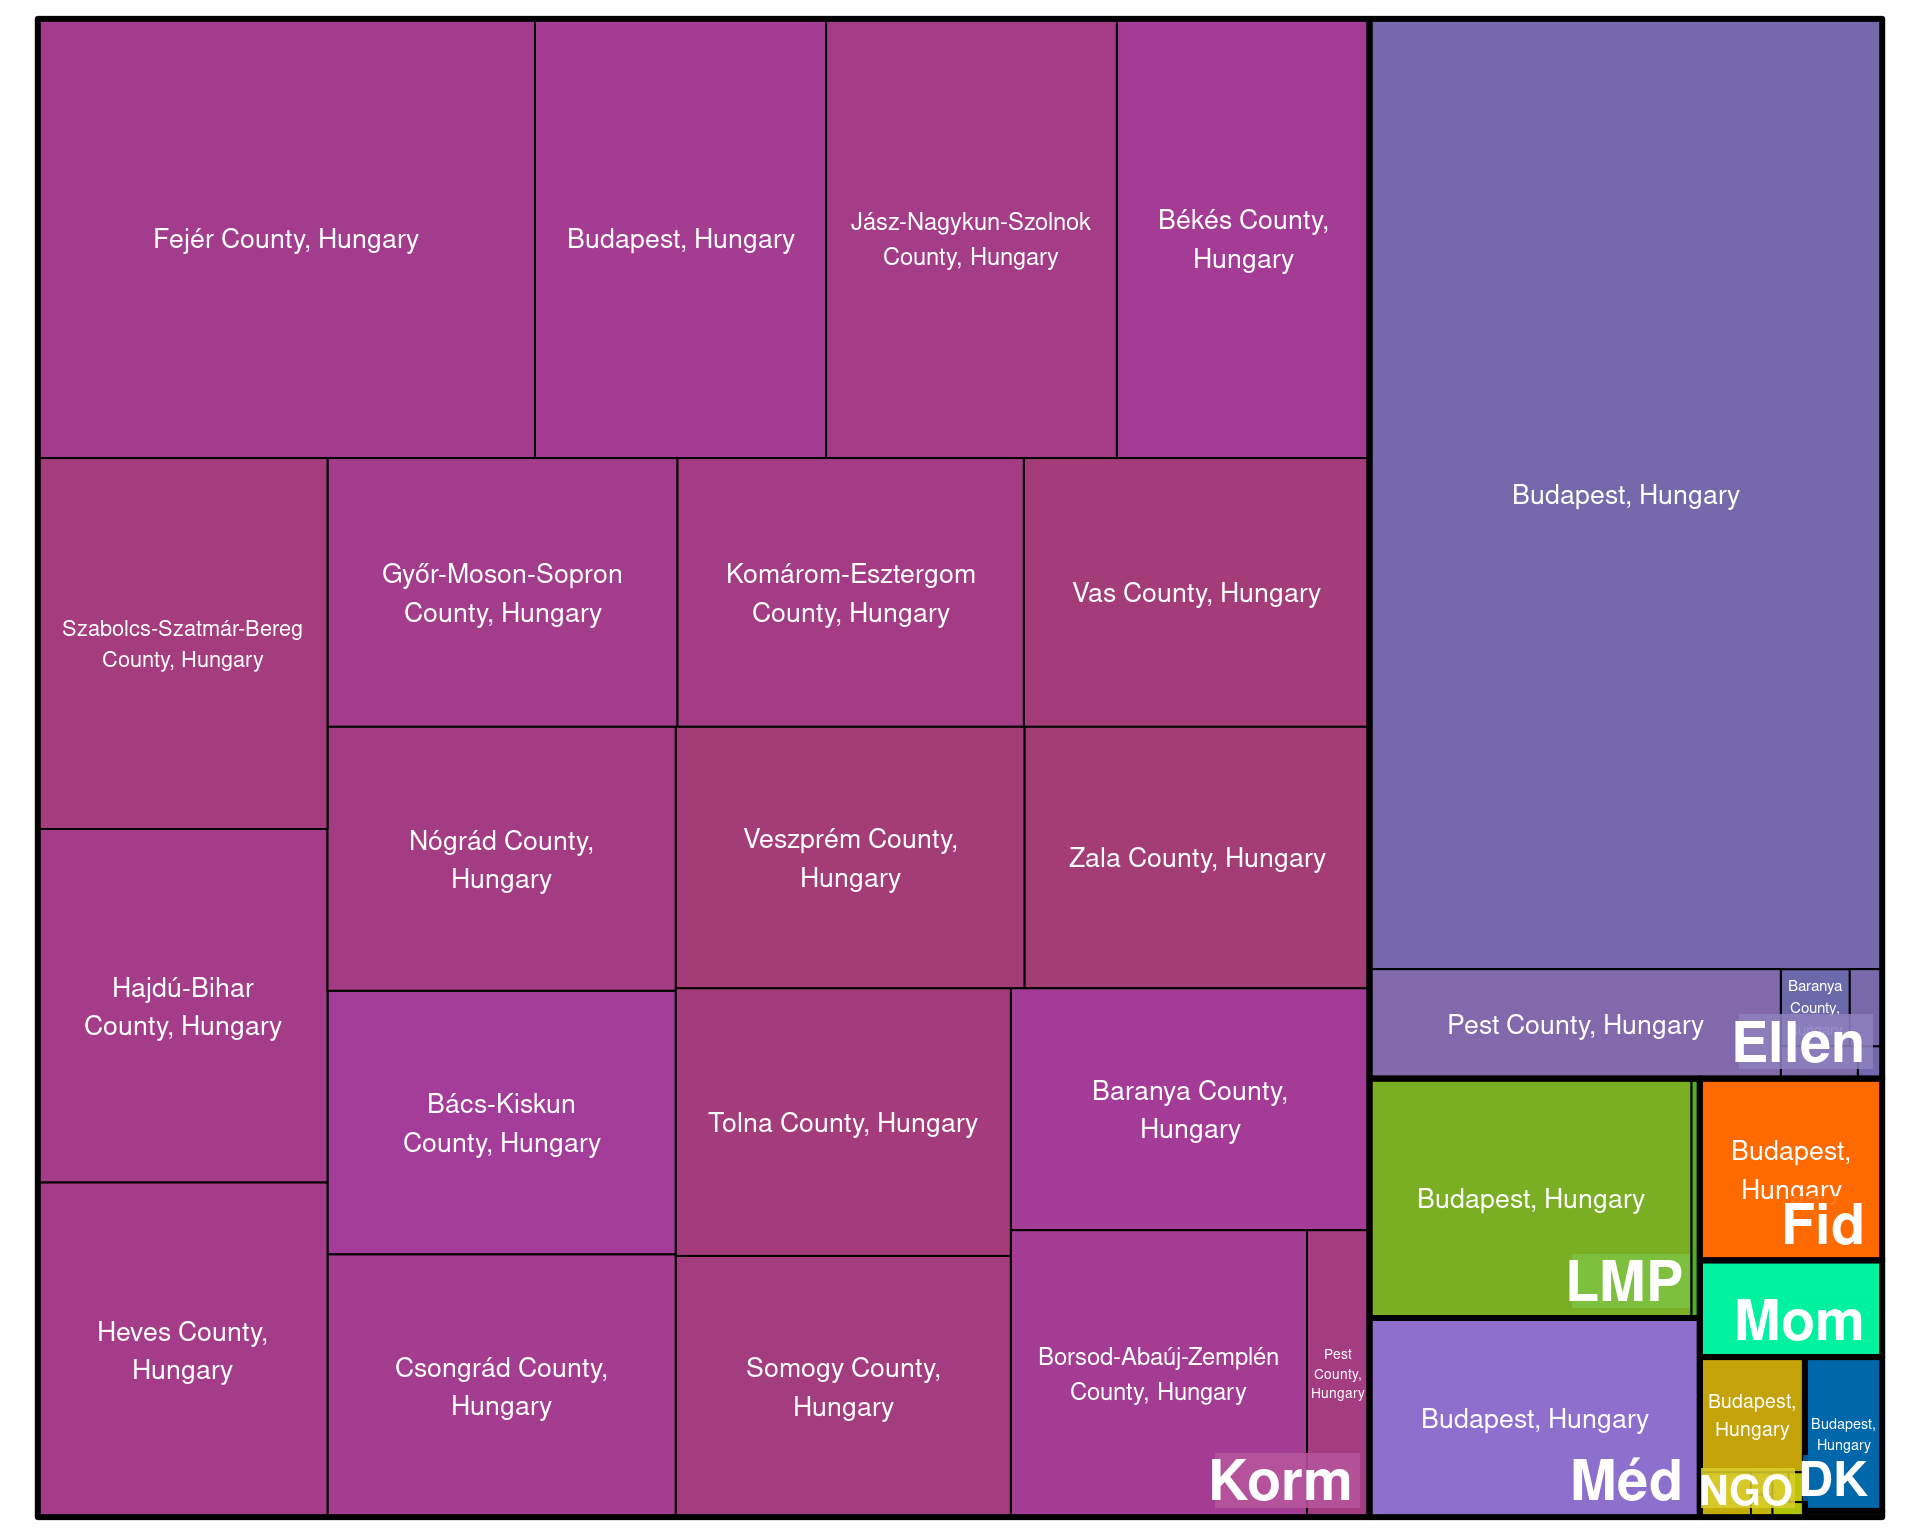 Fejér County, Hungary
Budapest, Hungary
Jász-Nagykun-Szolnok
County, Hungary
Békés County,
Hungary
Szabolcs-Szatmár-Bereg
County, Hungary
Győr-Moson-Sopron
County, Hungary
Komárom-Esztergom
County, Hungary
Vas County, Hungary
Hajdú-Bihar
County, Hungary
Nógrád County,
Hungary
Veszprém County,
Hungary
Zala County, Hungary
Heves County,
Hungary
Bács-Kiskun
County, Hungary
Tolna County, Hungary
Baranya County,
Hungary
Csongrád County,
Hungary
Somogy County,
Hungary
Borsod-Abaúj-Zemplén
County, Hungary
Pest
County,
Hungary
Korm
Budapest, Hungary
Pest County, Hungary
Baranya
County,
Ellen
Budapest, Hungary
LMP
Budapest,
Hungary
Fid
Mom
Budapest, Hungary
Méd
Budapest,
Hungary
NGO
Budapest,
Hungary
DK